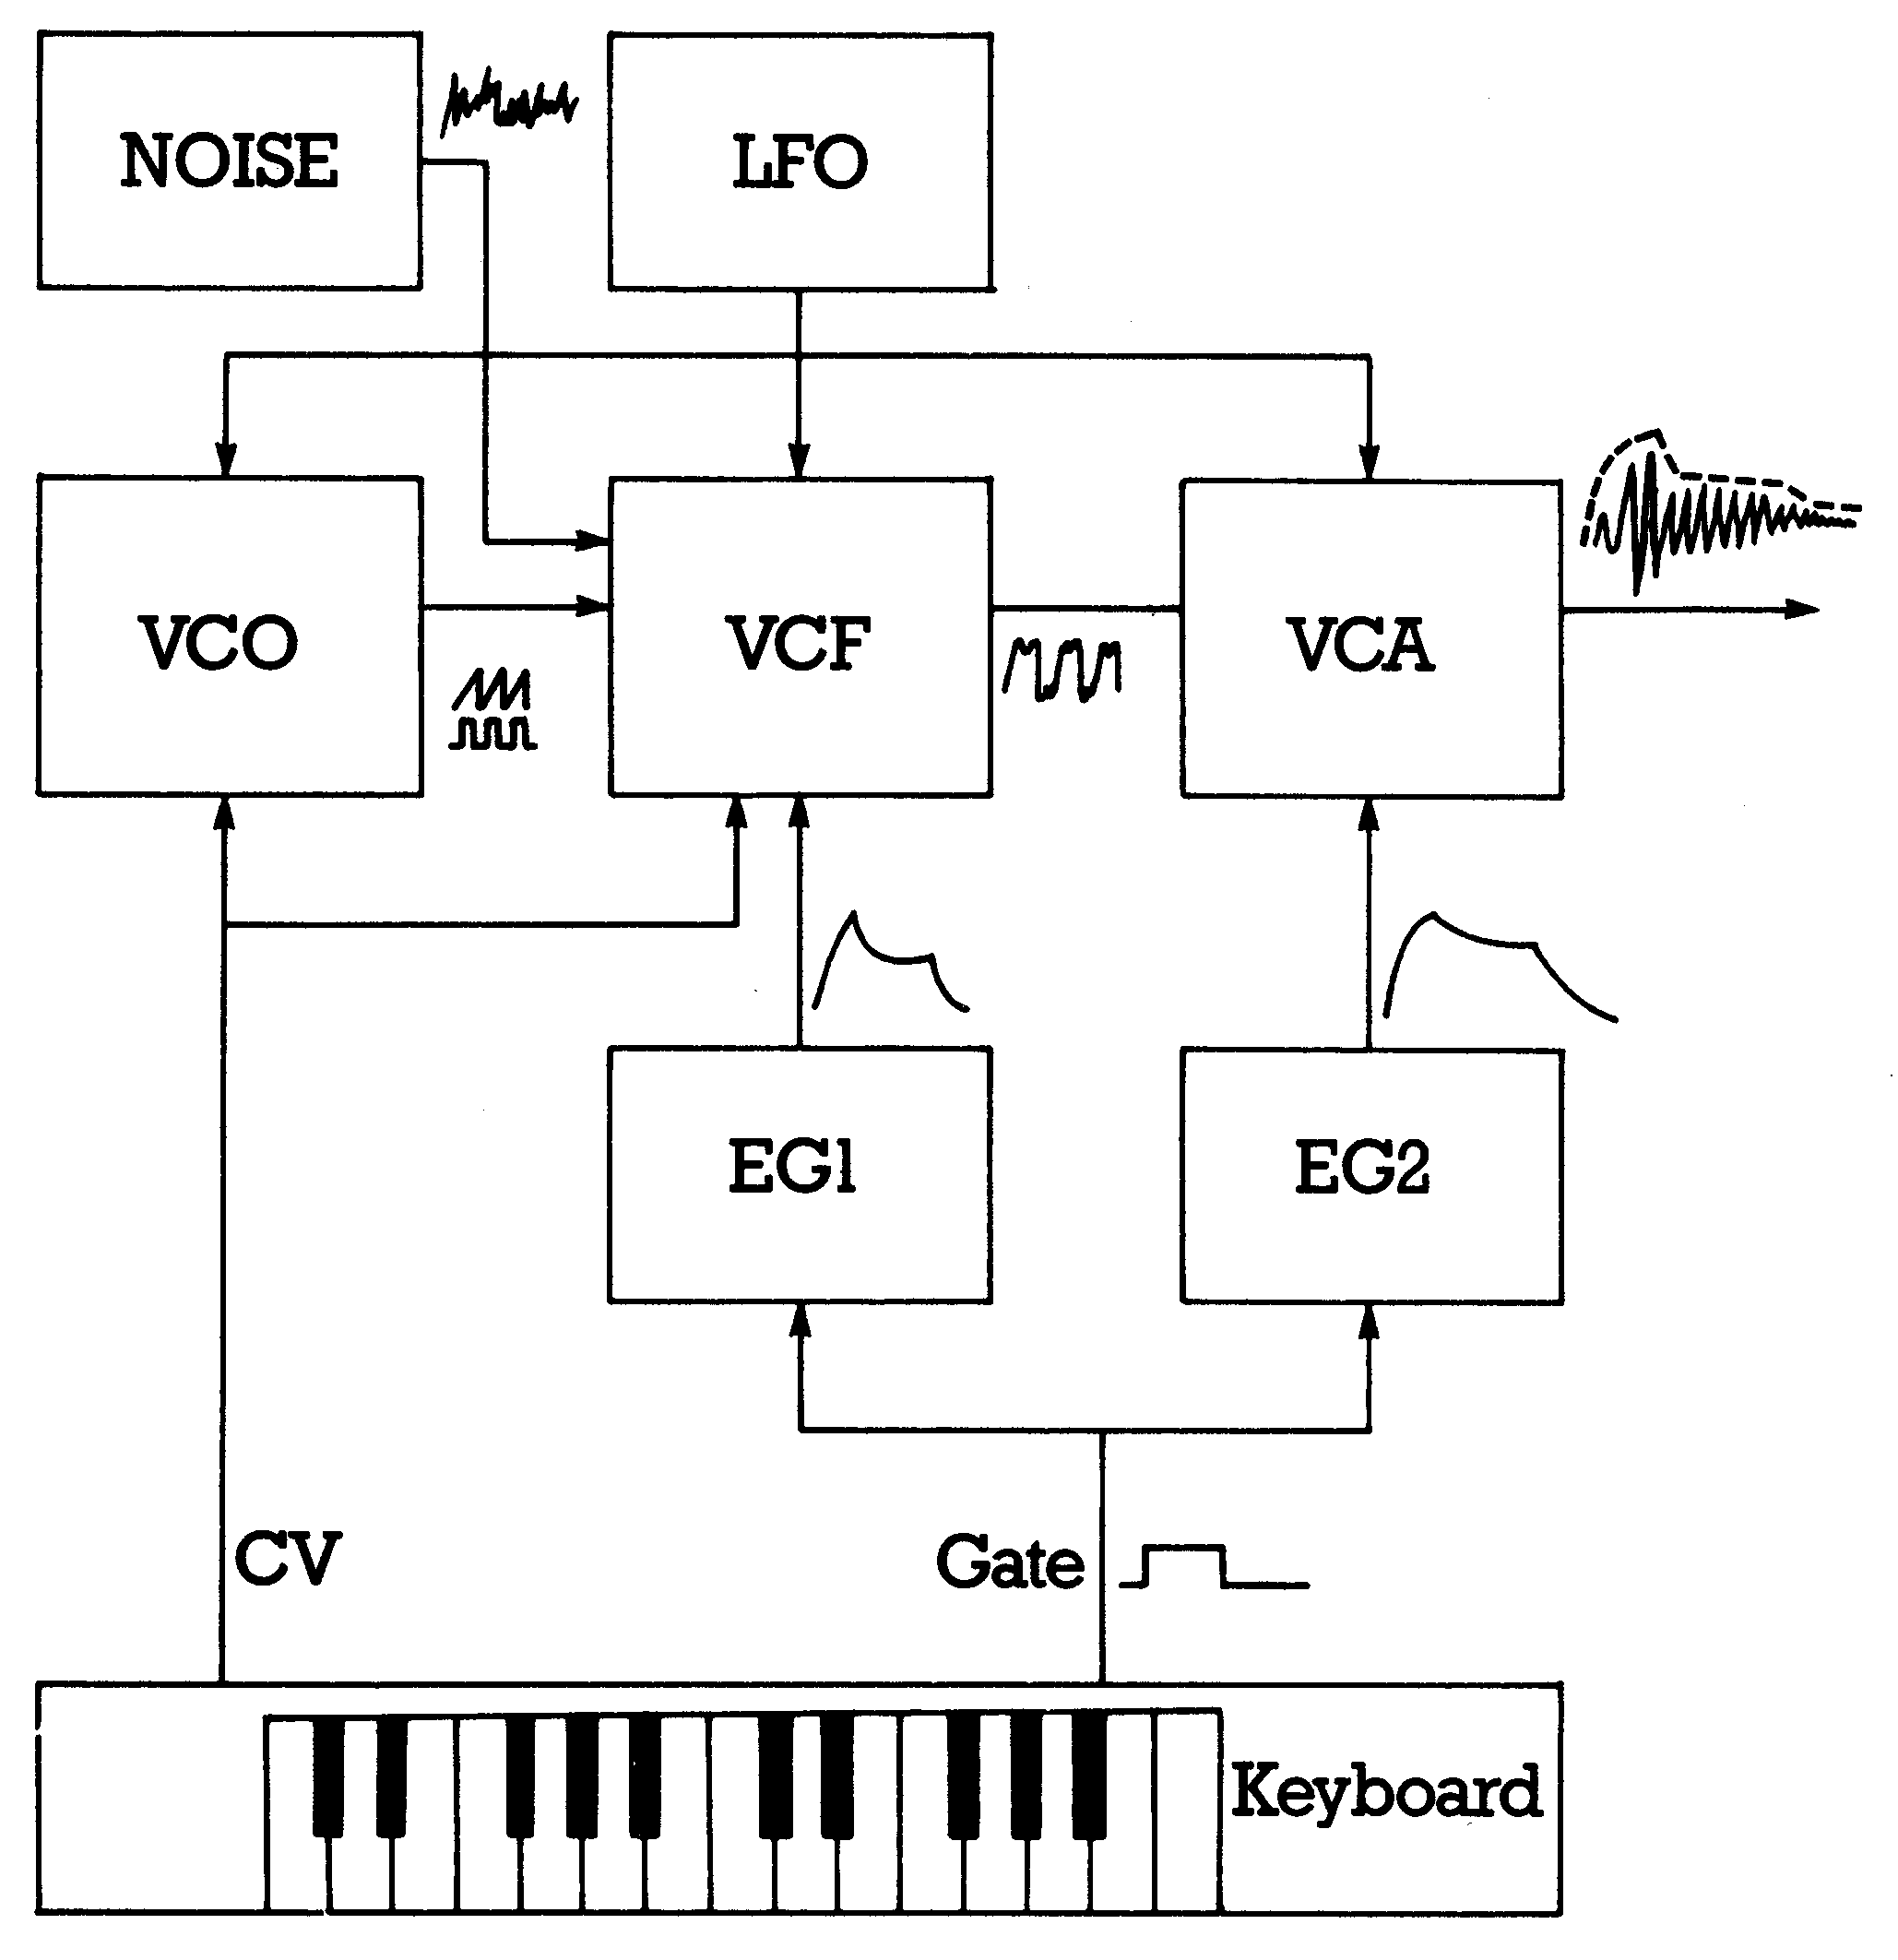 NOISE
LFO
VCO
VCF
VCA
EG1
EG2
CV
Gate
Keyboard